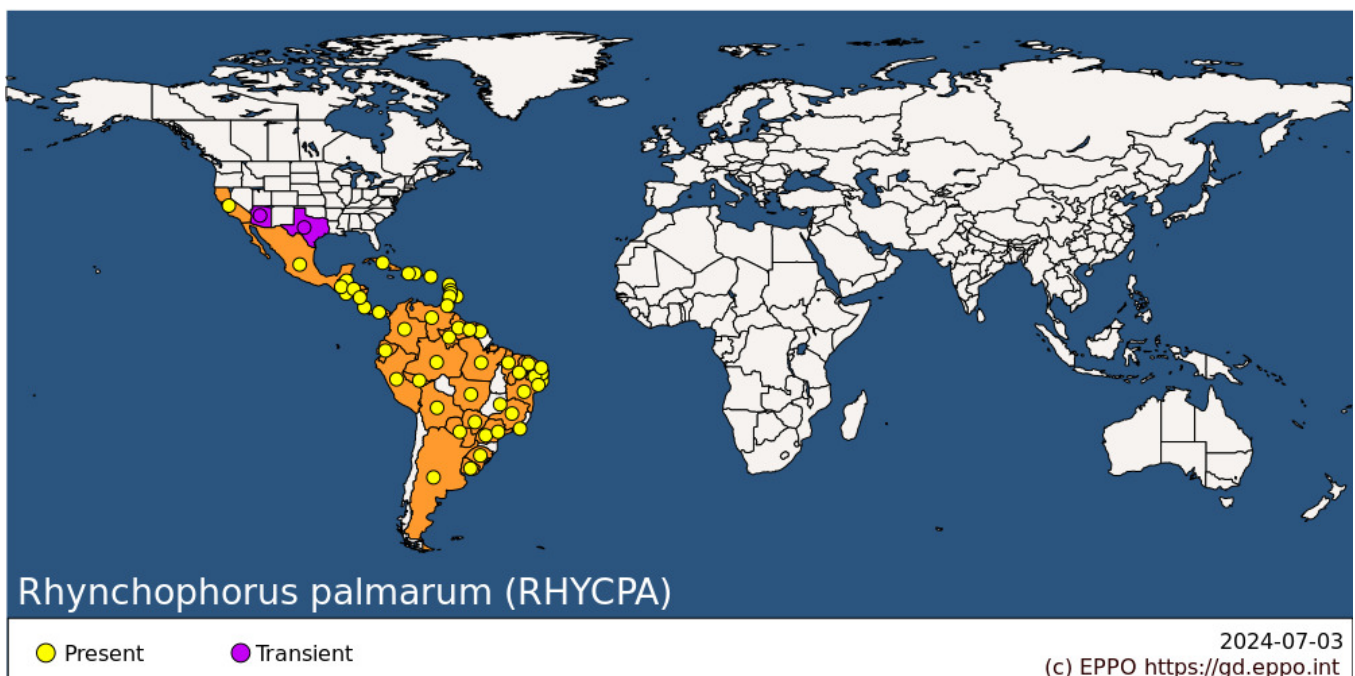 Rhynchophorus palmarum (RHYCPA)
Present
Transient
2024-07-03
(c) EPPO https://gd.eppo.int